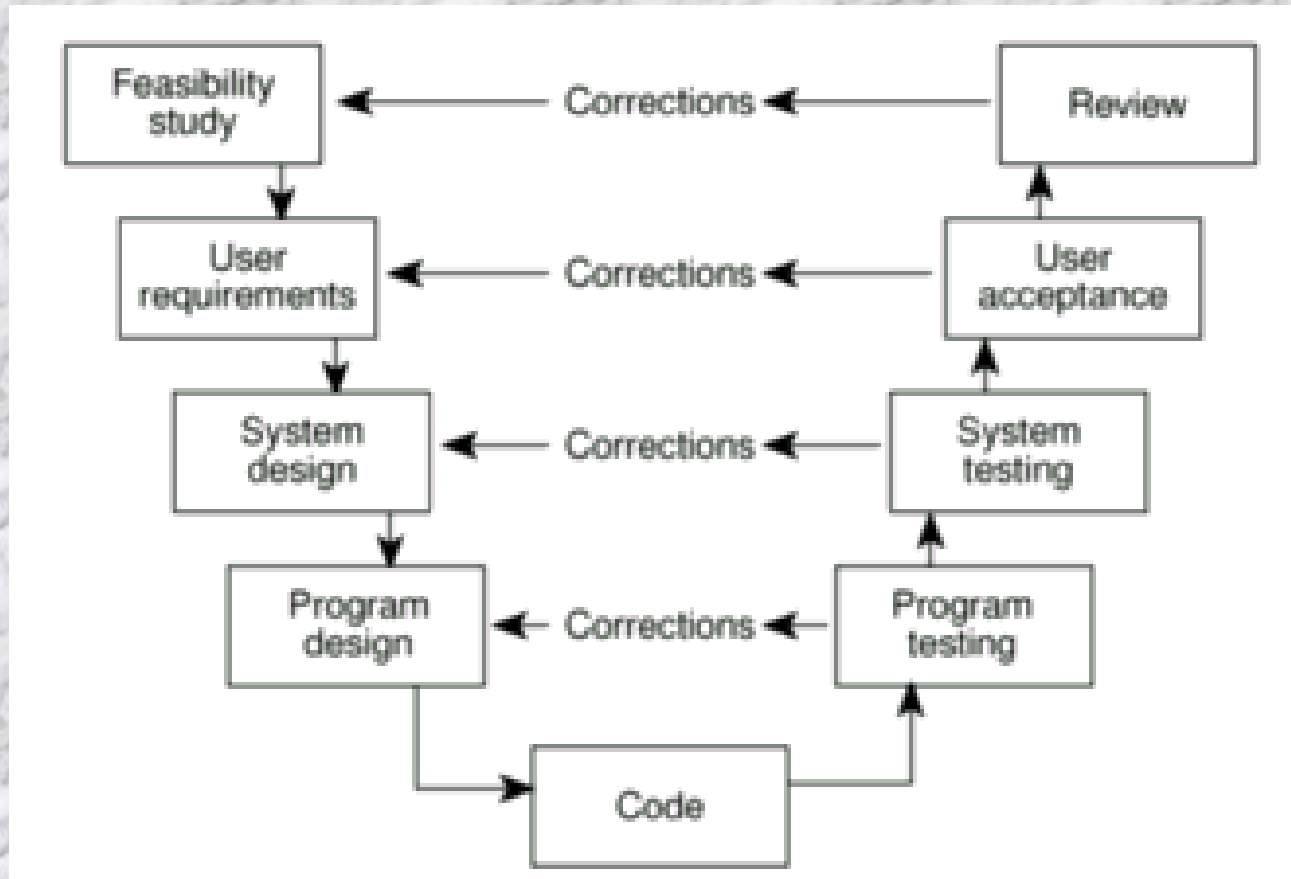 Feasibility
study
Corrections
Review
User
requirements
Corrections
User
acceptance
System
design
Corrections
System
testing
Program
design
Corrections
Program
testing
Code